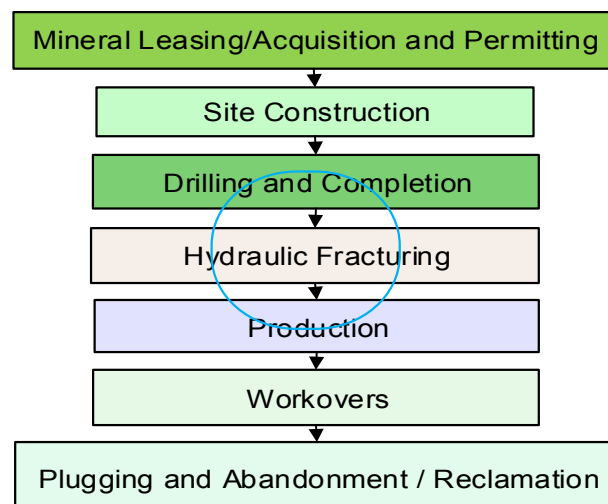 Mineral Leasing/Acquisition and Permitting
Site Construction
Drilling and Completion
Hydraulic Fracturing
Production
Workovers
Plugging and Abandonment / Reclamation